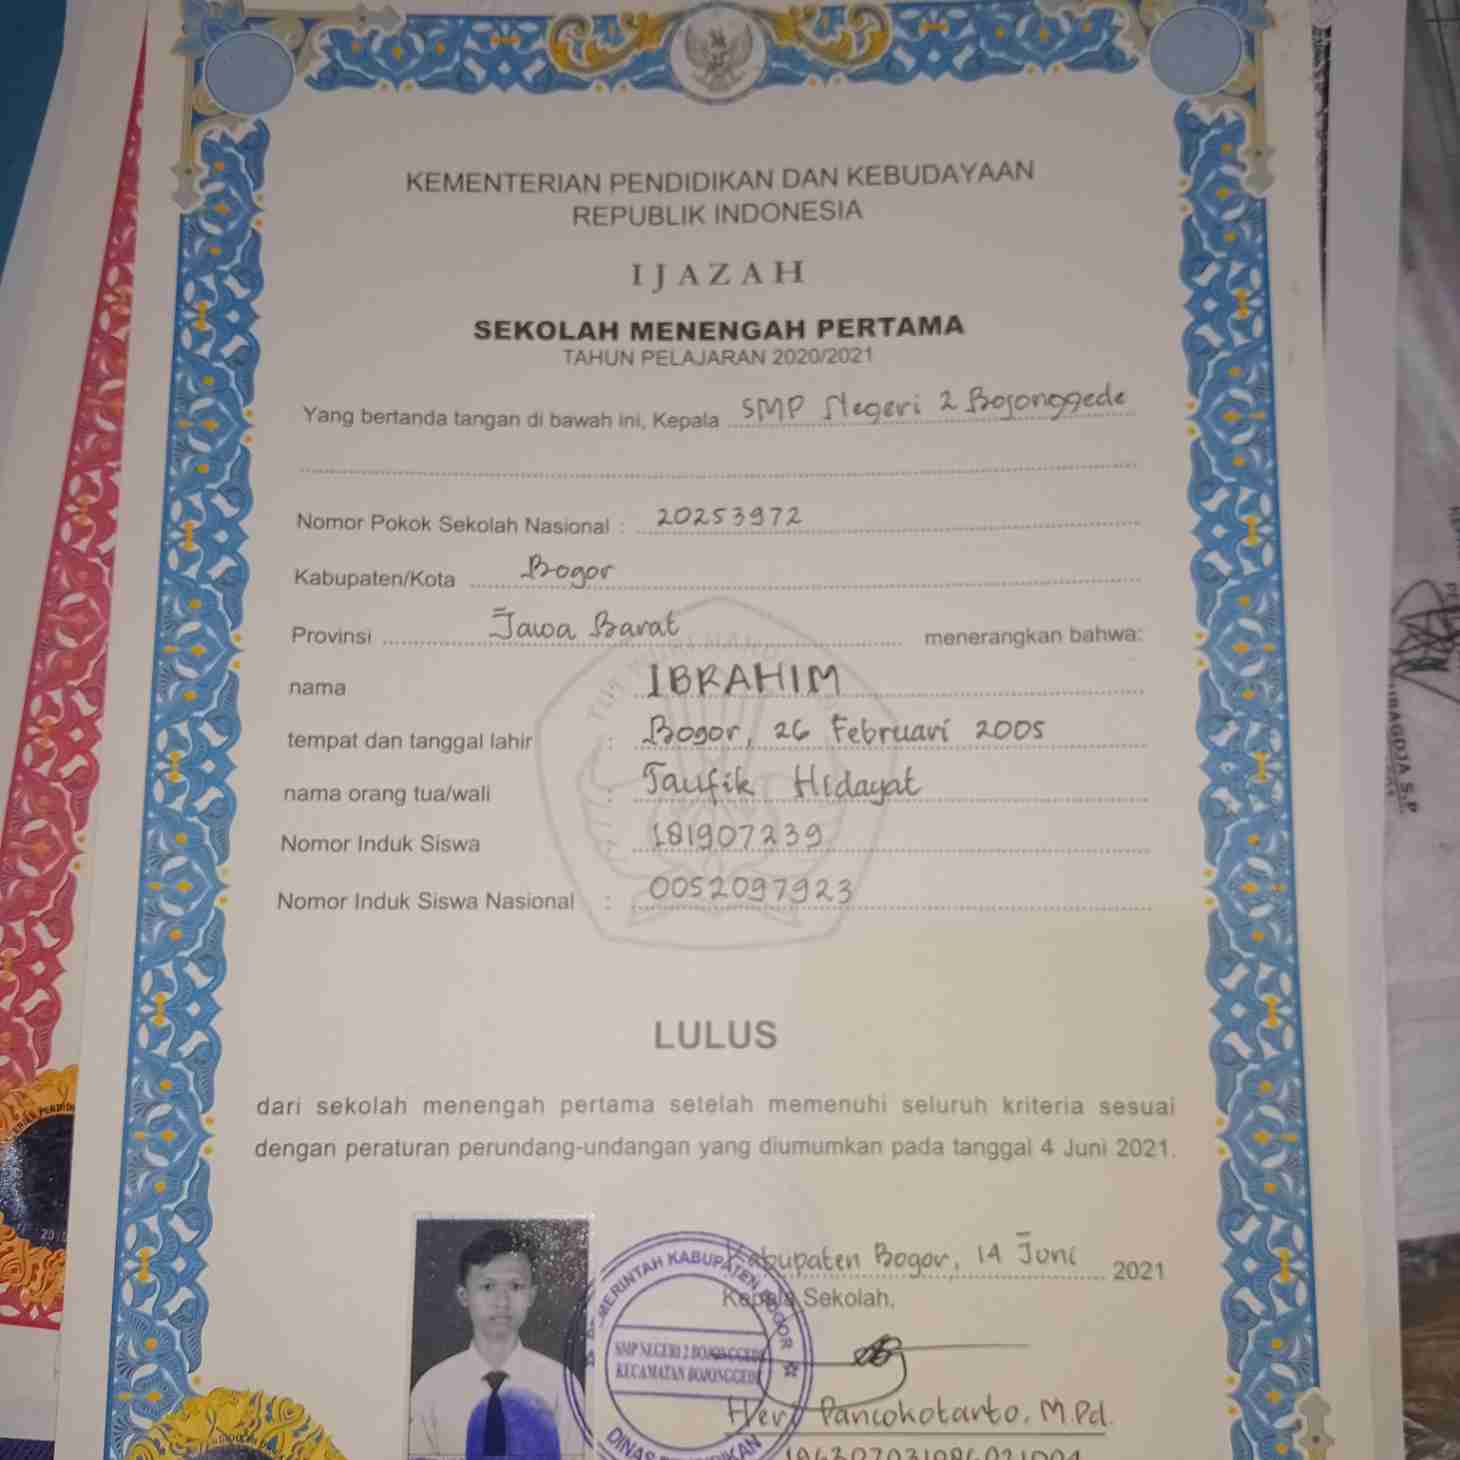 KEMENTERIAN PENDIDIKAN DAN KEBUDAYAAN
REPUBLIK INDONESIA
IJAZAH
SEKOLAH MENENGAH PERTAMA
TAHUN PELAJARAN 2020/2021
Yang bertanda tangan di bawah ini, Kepala SMP Negeri 2 Bojonggede
Nomor Pokok Sekolah Nasional : 20253972
Kabupaten/Kota Bogor
Provinsi Jawa Barat menerangkan bahwa:
nama IBRAHIM
tempat dan tanggal lahir : Bogor, 26 Februari 2005
nama orang tua/wali : Taufik Hidayat
Nomor Induk Siswa : 181907239
Nomor Induk Siswa Nasional : 0052097923
LULUS
dari sekolah menengah pertama setelah memenuhi seluruh kriteria sesuai
dengan peraturan perundang-undangan yang diumumkan pada tanggal 4 Juni 2021.
Kabupaten Bogor, 14 Juni 2021
Kepala Sekolah,
PEMERINTAH KABUPATEN BOGOR
SMP NEGERI 2 BOJONGGEDE
KECAMATAN BOJONGGEDE
DINAS PENDIDIKAN
Hery Pancokotarto, M.Pd.